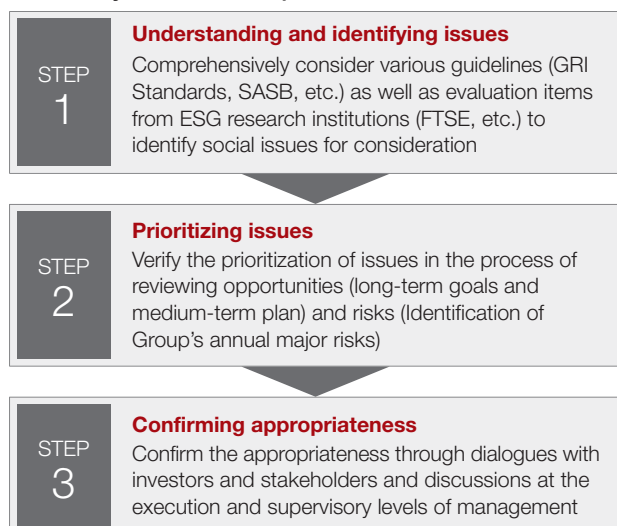 STEP
1
Understanding and identifying issues
Comprehensively consider various guidelines (GRI
Standards, SASB, etc.) as well as evaluation items
from ESG research institutions (FTSE, etc.) to
identify social issues for consideration
STEP
2
Prioritizing issues
Verify the prioritization of issues in the process of
reviewing opportunities (long-term goals and
medium-term plan) and risks (Identification of
Group's annual major risks)
STEP
3
Confirming appropriateness
Confirm the appropriateness through dialogues with
investors and stakeholders and discussions at the
execution and supervisory levels of management